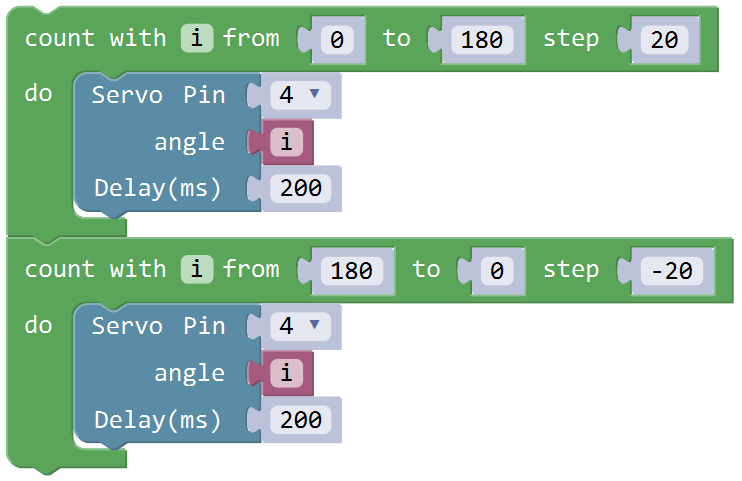 count with i from 0 to 180 step 20
do Servo Pin 4
angle i
Delay(ms) 200
count with i from 180 to 0 step -20
do Servo Pin 4
angle i
Delay(ms) 200